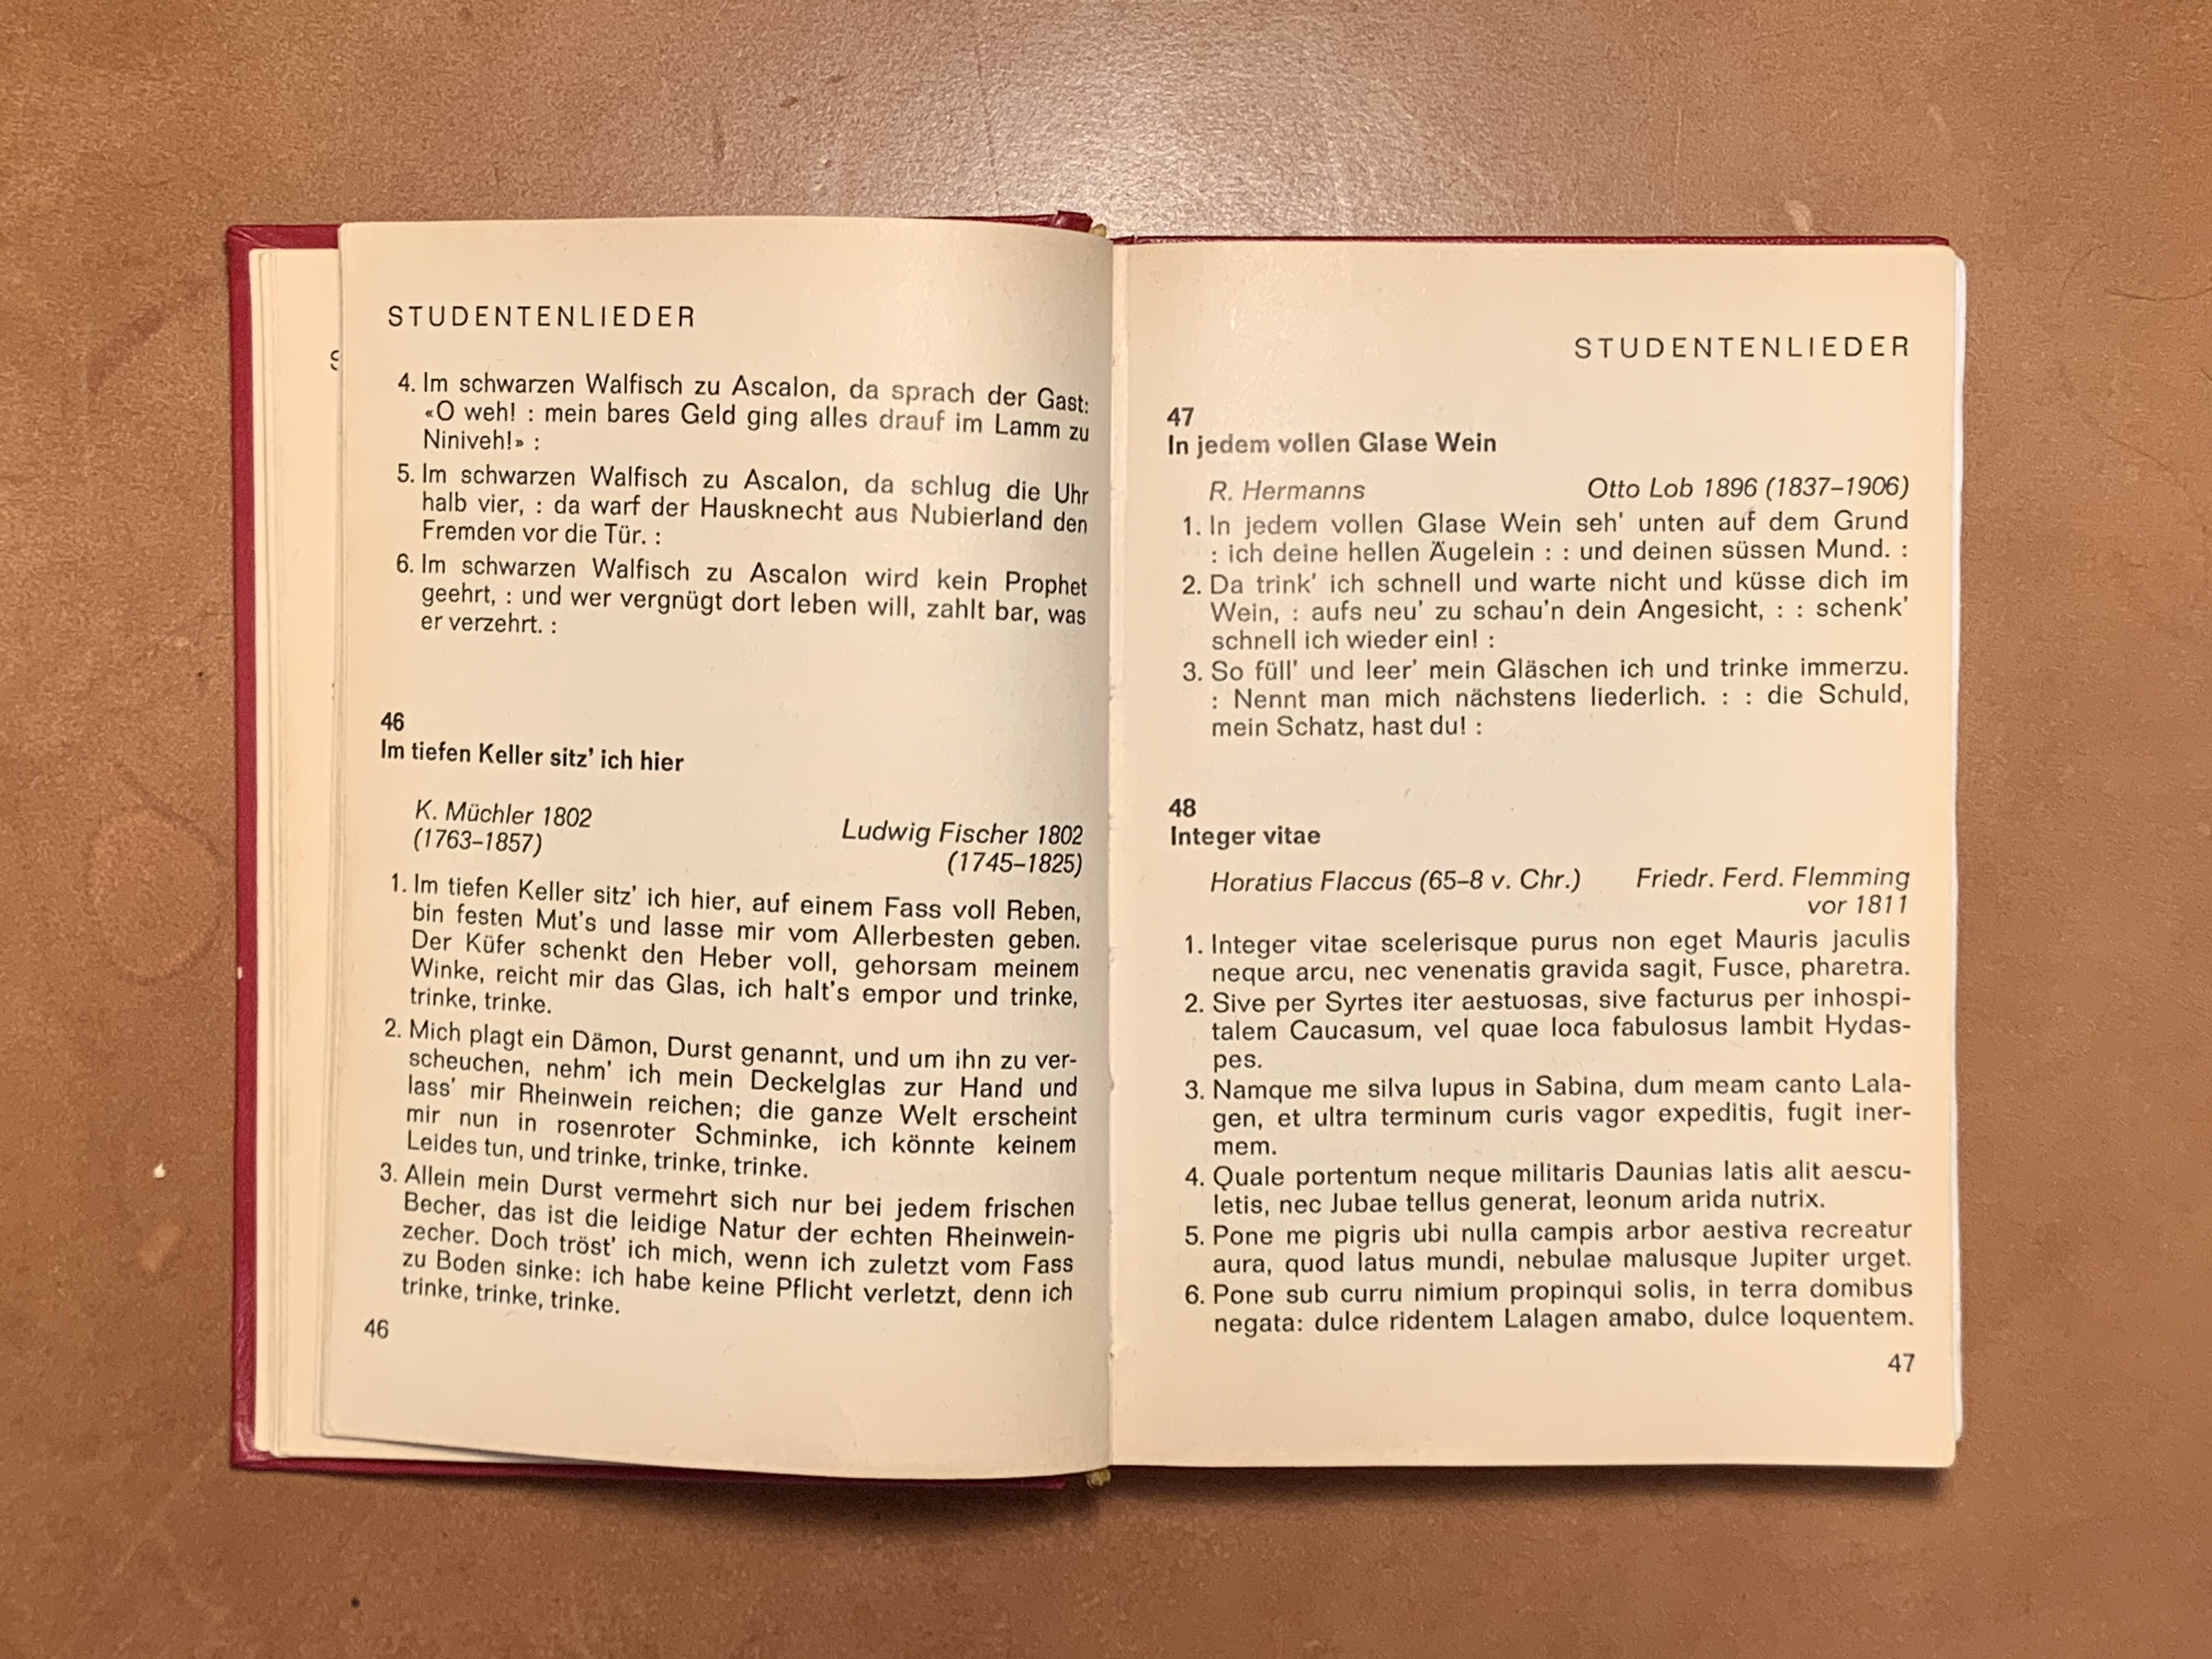 STUDENTENLIEDER
4. Im schwarzen Walfisch zu Ascalon, da sprach der Gast:
«O weh! : mein bares Geld ging alles drauf im Lamm zu
Niniveh!» :
5. Im schwarzen Walfisch zu Ascalon, da schlug die Uhr
halb vier, : da warf der Hausknecht aus Nubierland den
Fremden vor die Tür. :
6. Im schwarzen Walfisch zu Ascalon wird kein Prophet
geehrt, : und wer vergnügt dort leben will, zahlt bar, was
er verzehrt. :
46
Im tiefen Keller sitz' ich hier
K. Müchler 1802
(1763–1857)
Ludwig Fischer 1802
(1745–1825)
1. Im tiefen Keller sitz' ich hier, auf einem Fass voll Reben,
bin festen Mut's und lasse mir vom Allerbesten geben.
Der Küfer schenkt den Heber voll, gehorsam meinem
Winke, reicht mir das Glas, ich halt's empor und trinke,
trinke, trinke.
2. Mich plagt ein Dämon, Durst genannt, und um ihn zu ver-
scheuchen, nehm' ich mein Deckelglas zur Hand und
lass' mir Rheinwein reichen; die ganze Welt erscheint
mir nun in rosenroter Schminke, ich könnte keinem
Leides tun, und trinke, trinke, trinke.
3. Allein mein Durst vermehrt sich nur bei jedem frischen
Becher, das ist die leidige Natur der echten Rheinwein-
zecher. Doch tröst' ich mich, wenn ich zuletzt vom Fass
zu Boden sinke: ich habe keine Pflicht verletzt, denn ich
trinke, trinke, trinke.
46
STUDENTENLIEDER
47
In jedem vollen Glase Wein
R. Hermanns Otto Lob 1896 (1837–1906)
1. In jedem vollen Glase Wein seh' unten auf dem Grund
: ich deine hellen Äugelein : : und deinen süssen Mund. :
2. Da trink' ich schnell und warte nicht und küsse dich im
Wein, : aufs neu' zu schau'n dein Angesicht, : : schenk'
schnell ich wieder ein! :
3. So füll' und leer' mein Gläschen ich und trinke immerzu.
: Nennt man mich nächstens liederlich. : : die Schuld,
mein Schatz, hast du! :
48
Integer vitae
Horatius Flaccus (65–8 v. Chr.) Friedr. Ferd. Flemming
vor 1811
1. Integer vitae scelerisque purus non eget Mauris jaculis
neque arcu, nec venenatis gravida sagit, Fusce, pharetra.
2. Sive per Syrtes iter aestuosas, sive facturus per inhospi-
talem Caucasum, vel quae loca fabulosus lambit Hydas-
pes.
3. Namque me silva lupus in Sabina, dum meam canto Lala-
gen, et ultra terminum curis vagor expeditis, fugit iner-
mem.
4. Quale portentum neque militaris Daunias latis alit aescu-
letis, nec Jubae tellus generat, leonum arida nutrix.
5. Pone me pigris ubi nulla campis arbor aestiva recreatur
aura, quod latus mundi, nebulae malusque Jupiter urget.
6. Pone sub curru nimium propinqui solis, in terra domibus
negata: dulce ridentem Lalagen amabo, dulce loquentem.
47